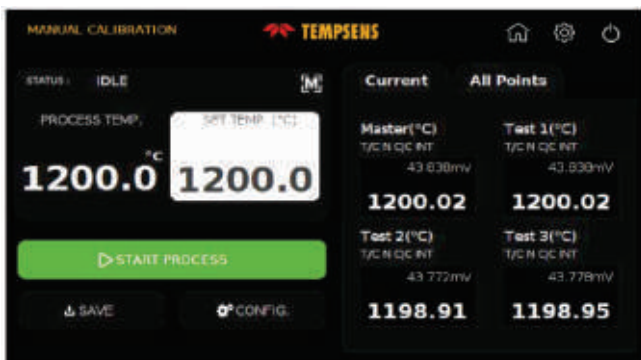 MANUAL CALIBRATION
TEMPSENS
STATUS: IDLE
M
PROCESS TEMP.
SET TEMP. (°C)
°C
1200.0
1200.0
START PROCESS
SAVE
CONFIG.
Current
All Points
Master(°C)
T/C N CJC INT
43.838mV
1200.02
Test 1(°C)
T/C N CJC INT
43.838mV
1200.02
Test 2(°C)
T/C N CJC INT
43.772mV
1198.91
Test 3(°C)
T/C N CJC INT
43.778mV
1198.95